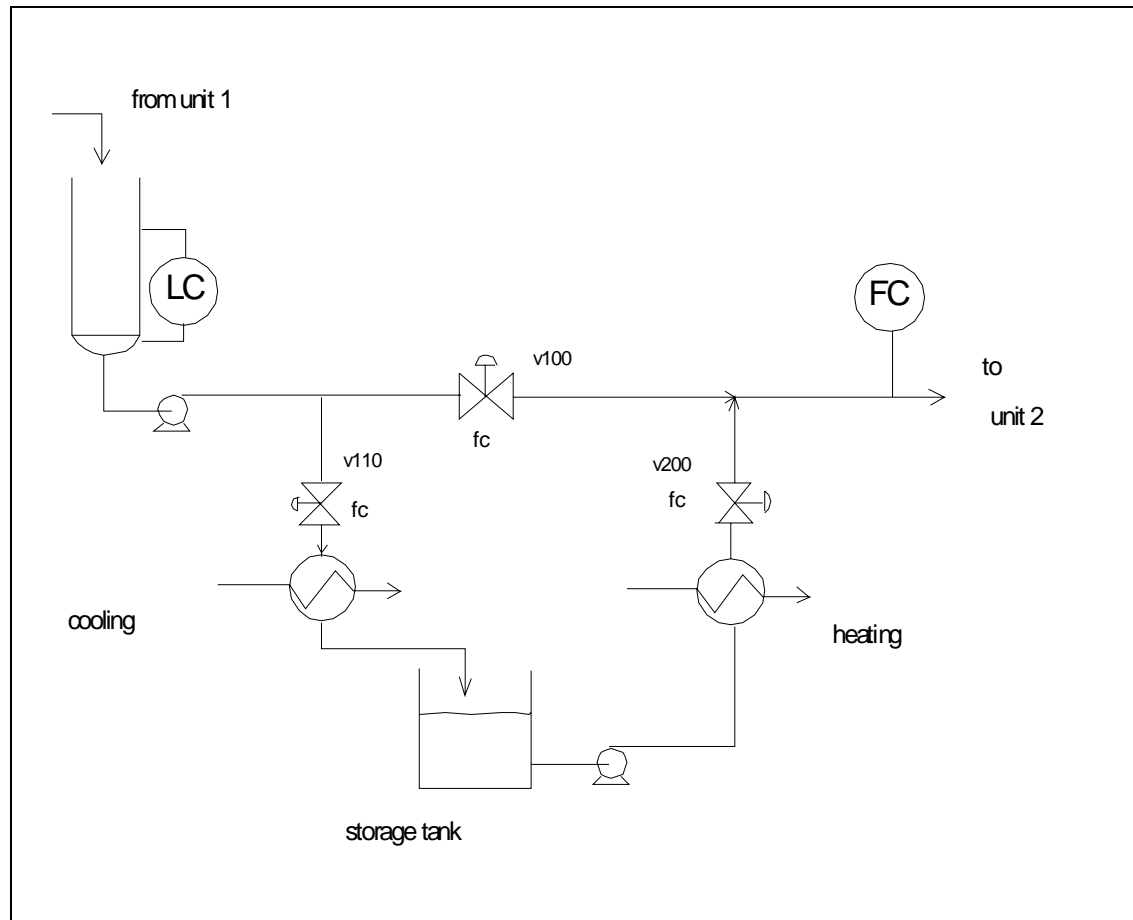 from unit 1
LC
FC
v100
to
unit 2
fc
v110
fc
v200
fc
cooling
heating
storage tank